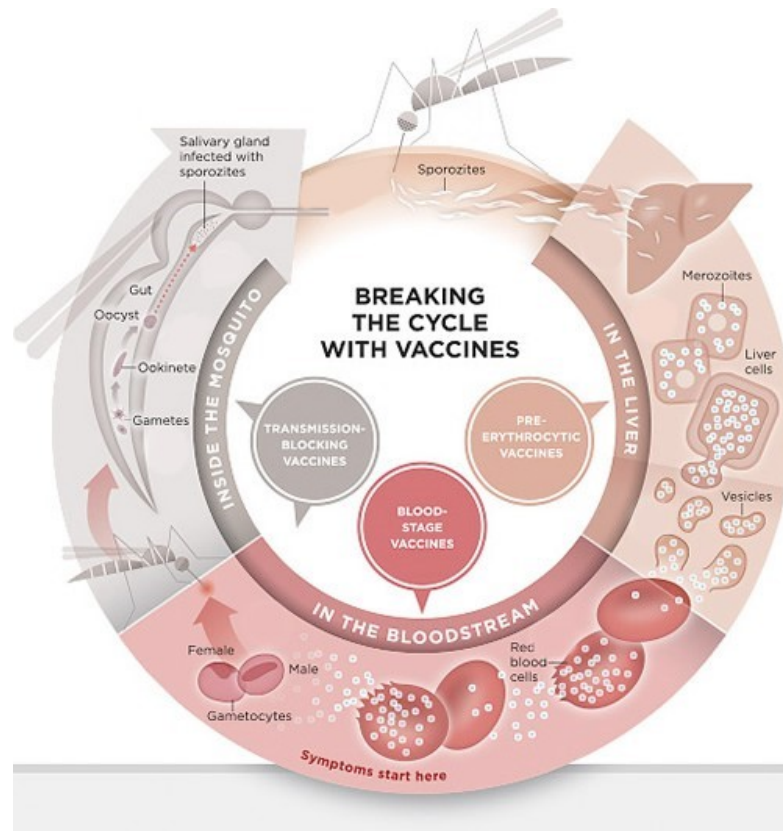 Salivary gland
infected with
sporozites
Sporozites
Gut
Oocyst
Ookinete
Gametes
INSIDE THE MOSQUITO
BREAKING
THE CYCLE
WITH VACCINES
TRANSMISSION-
BLOCKING
VACCINES
PRE-
ERYTHROCYTIC
VACCINES
BLOOD-
STAGE
VACCINES
IN THE LIVER
Merozoites
Liver
cells
Vesicles
IN THE BLOODSTREAM
Female
Male
Gametocytes
Red
blood
cells
Symptoms start here